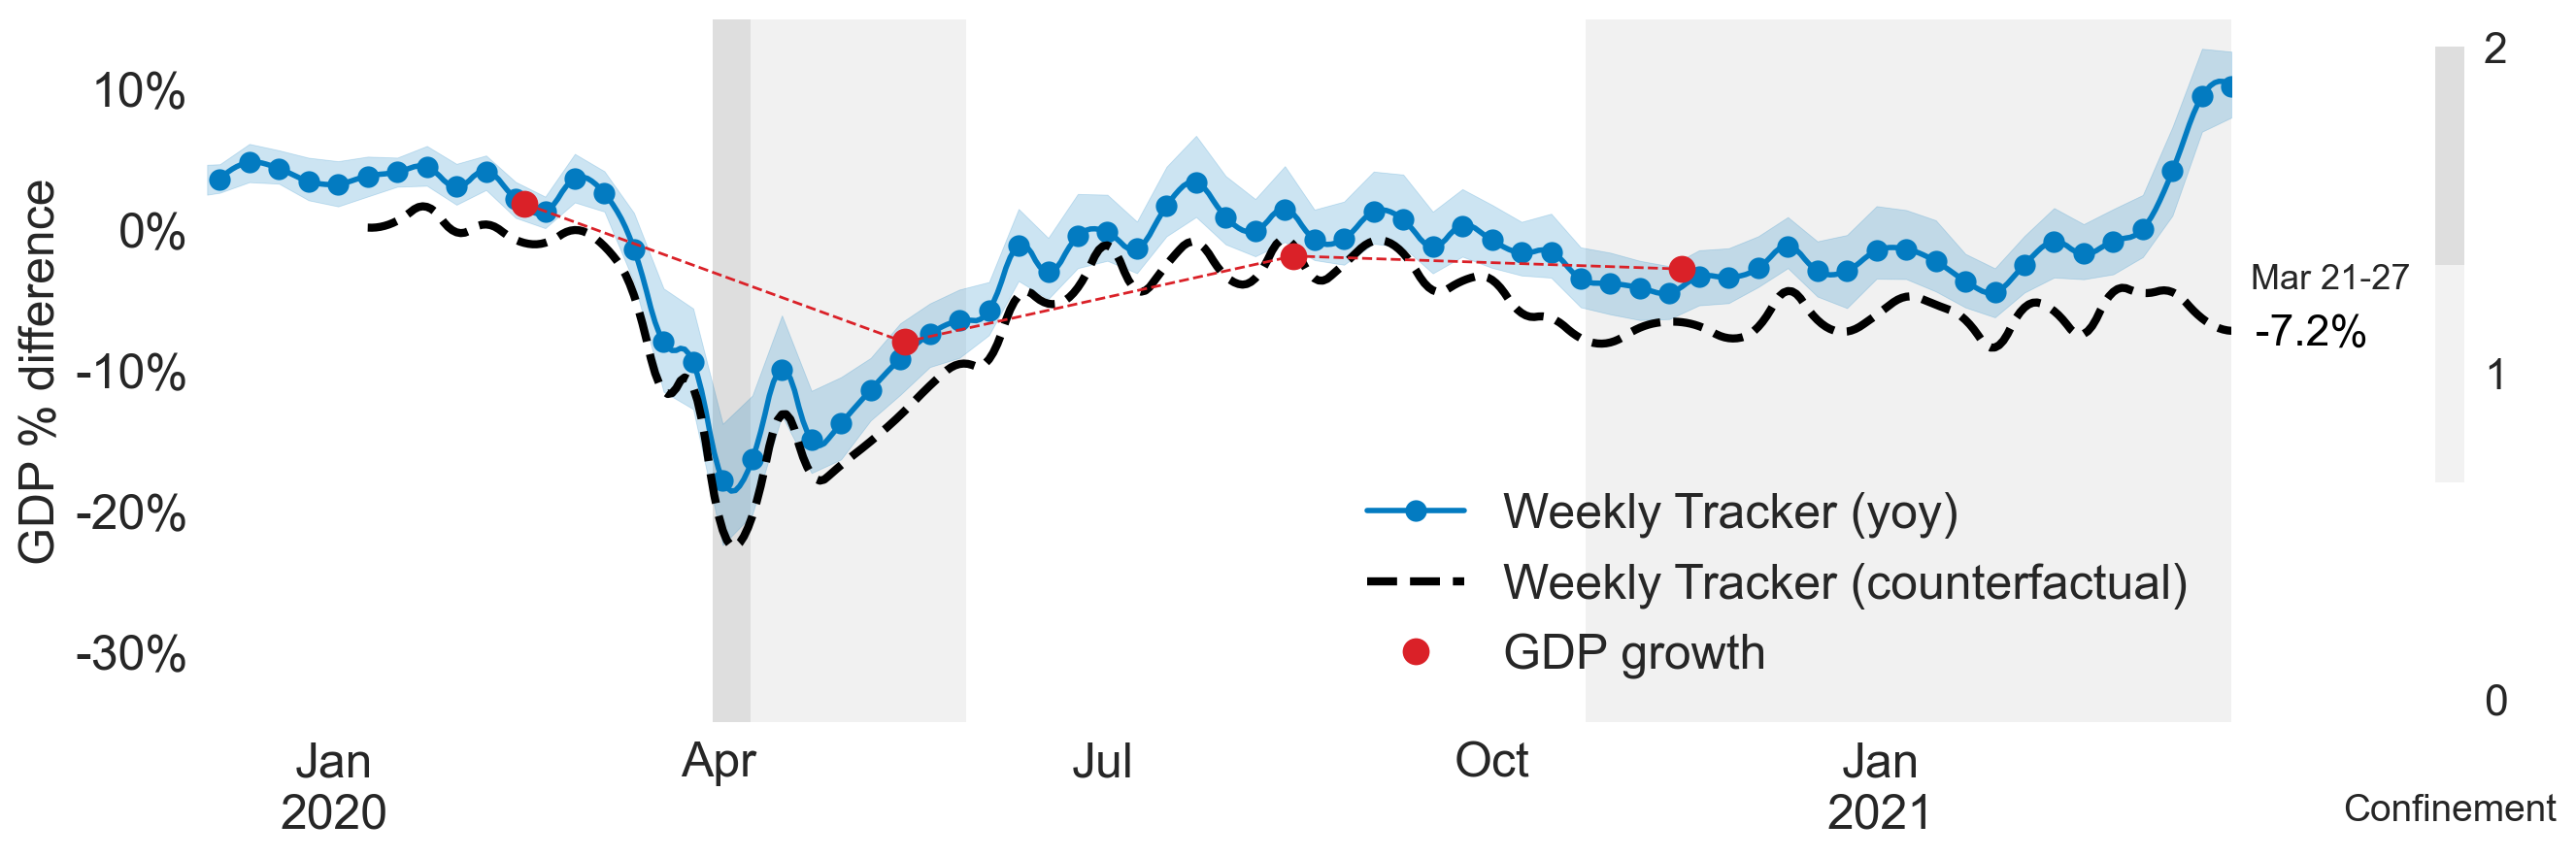 GDP % difference
10%
0%
-10%
-20%
-30%
Jan
2020
Apr
Jul
Oct
Jan
2021
Weekly Tracker (yoy)
Weekly Tracker (counterfactual)
GDP growth
Mar 21-27
-7.2%
2
1
0
Confinement